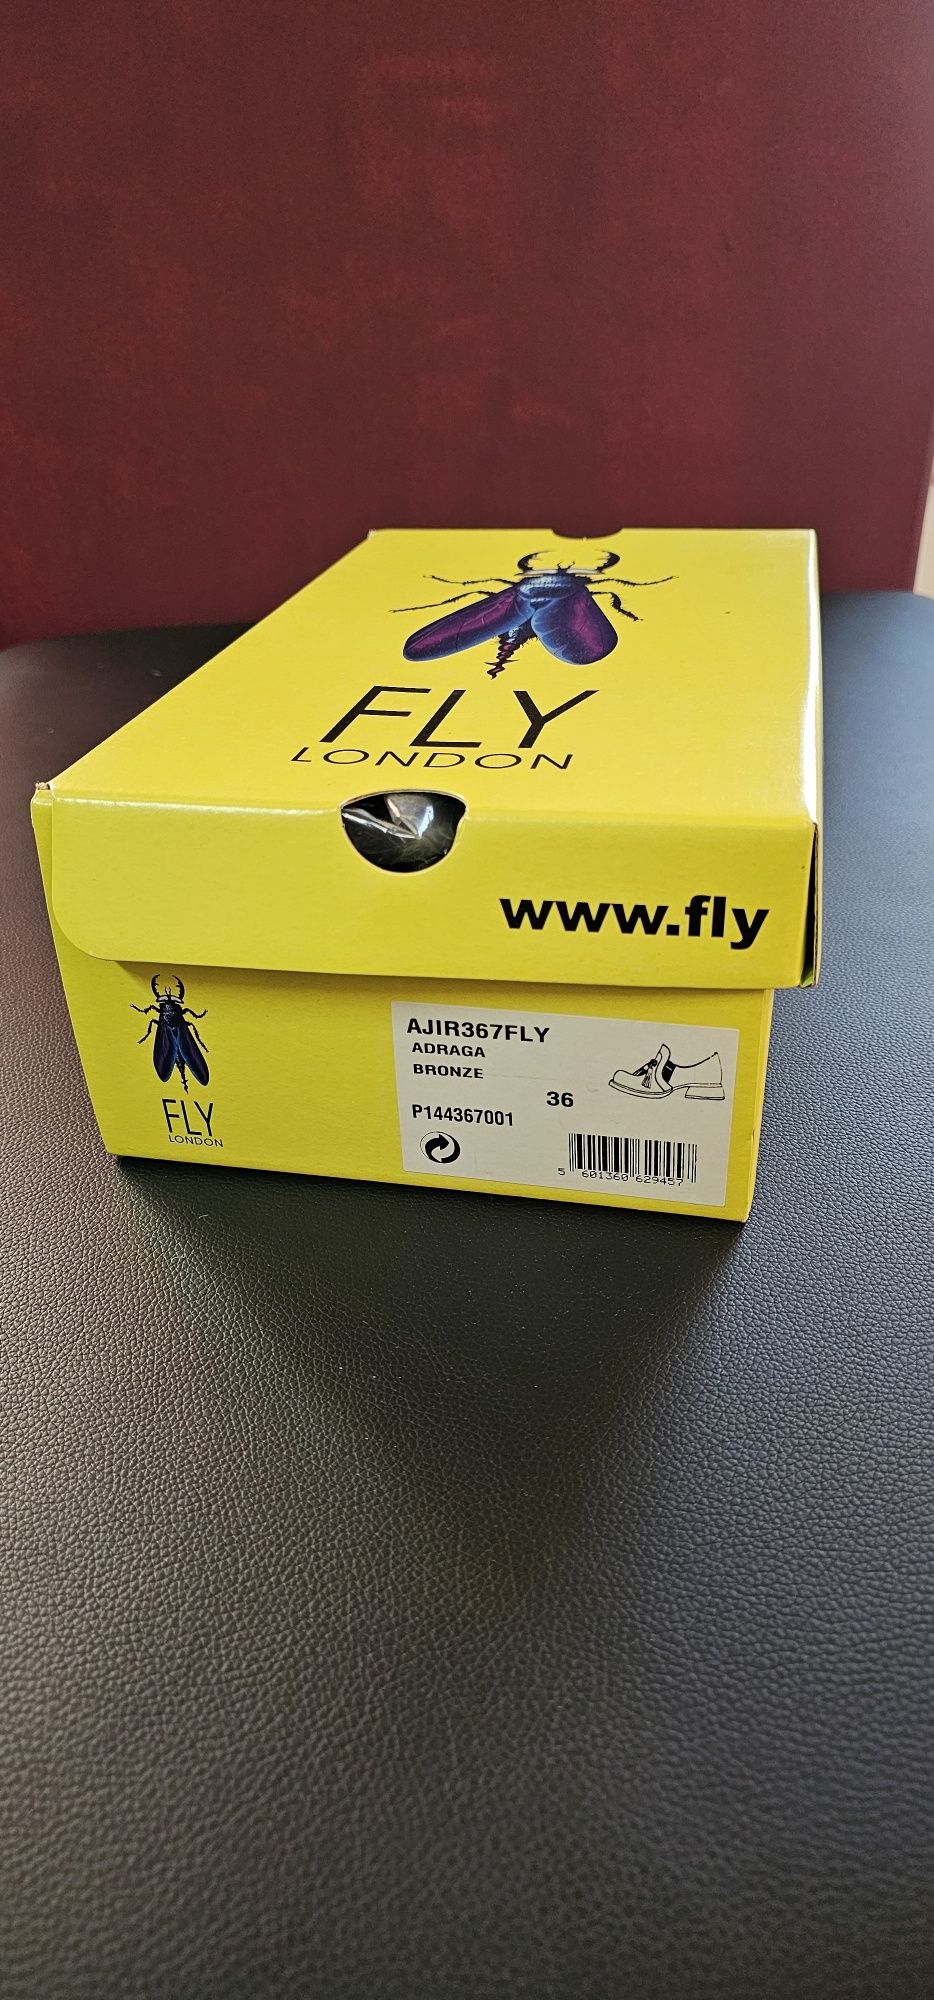 FLY
LONDON
www.fly
FLY
LONDON
AJIR367FLY
ADRAGA
BRONZE
36
P144367001
5 601360 629457